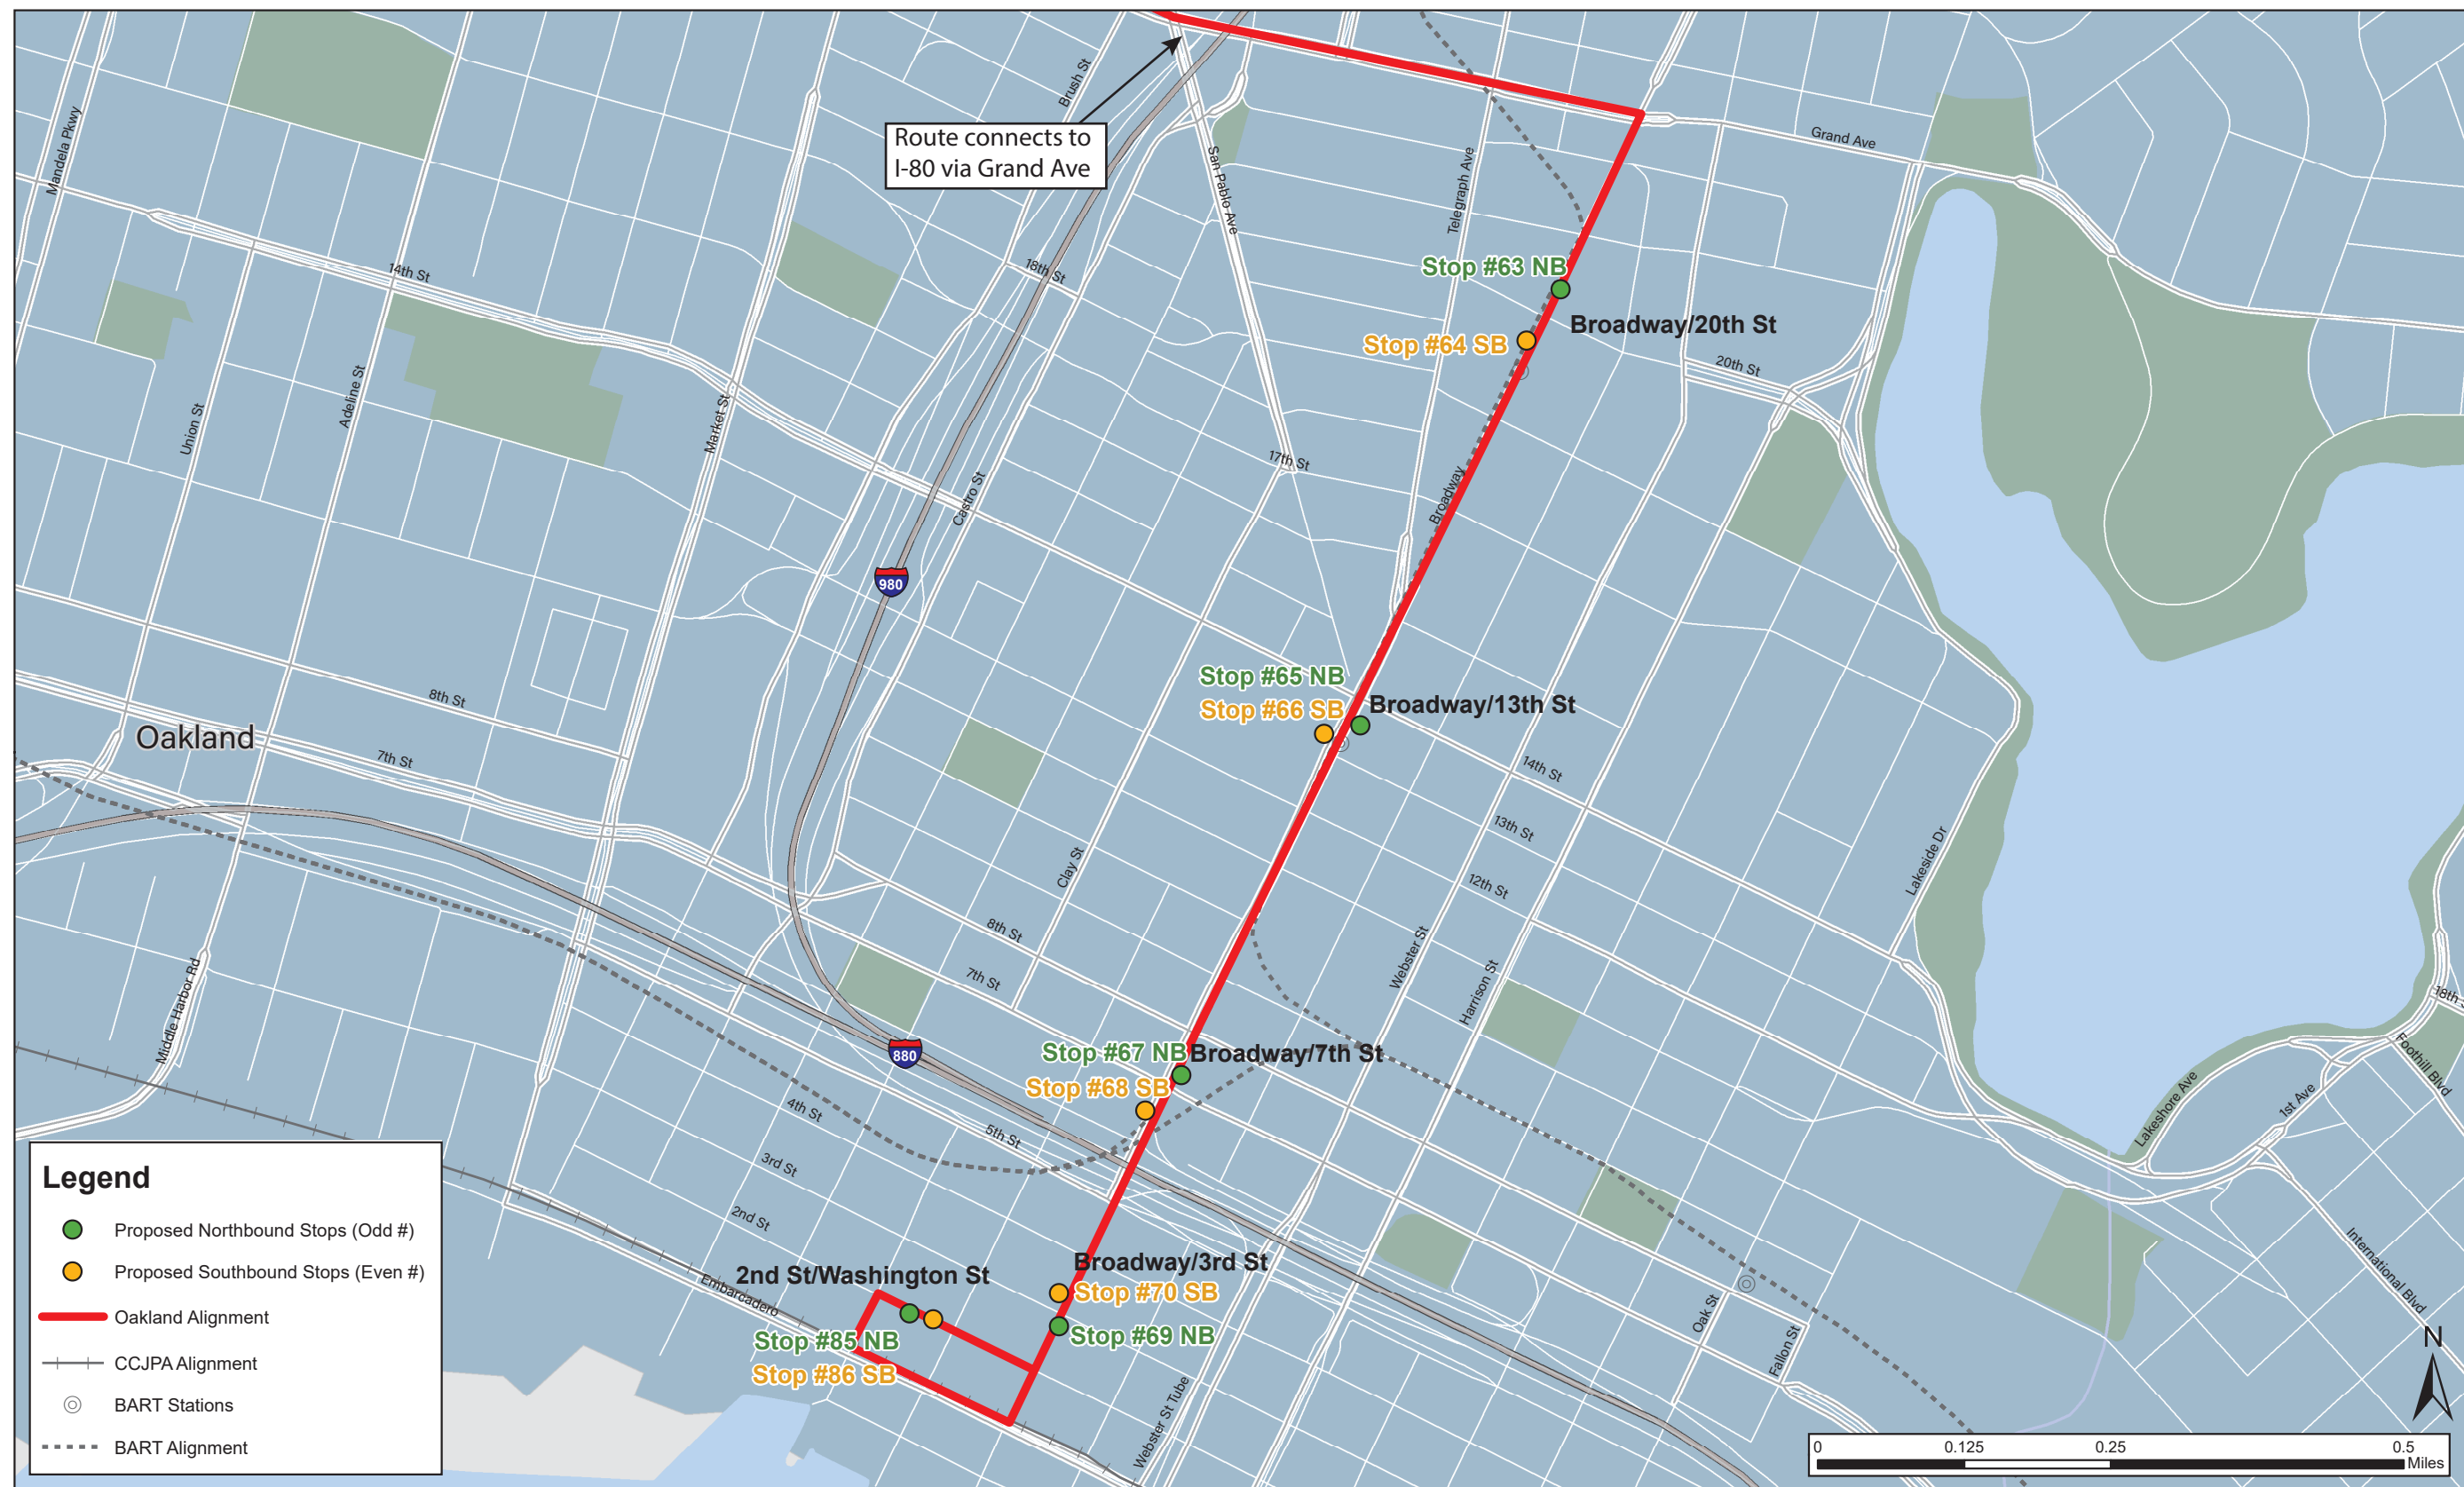 Brush St
Route connects to
I-80 via Grand Ave
Mandela Pkwy
San Pablo Ave
Telegraph Ave
Grand Ave
14th St
18th St
Stop #63 NB
Broadway/20th St
Stop #64 SB
20th St
Union St
Adeline St
Market St
Castro St
17th St
Broadway
980
Stop #65 NB
Stop #66 SB
Broadway/13th St
8th St
Oakland
7th St
14th St
13th St
12th St
Clay St
Lakeside Dr
8th St
7th St
Webster St
Harrison St
Middle Harbor Rd
880
Stop #67 NB
Broadway/7th St
Stop #68 SB
18th S
Foothill Blvd
Lakeshore Ave
1st Ave
4th St
5th St
3rd St
2nd St
Embarcadero
2nd St/Washington St
Broadway/3rd St
Stop #70 SB
Stop #69 NB
Stop #85 NB
Stop #86 SB
Webster St Tube
Oak St
Fallon St
International Blvd
N
Legend
Proposed Northbound Stops (Odd #)
Proposed Southbound Stops (Even #)
Oakland Alignment
CCJPA Alignment
BART Stations
BART Alignment
0 0.125 0.25 0.5
Miles